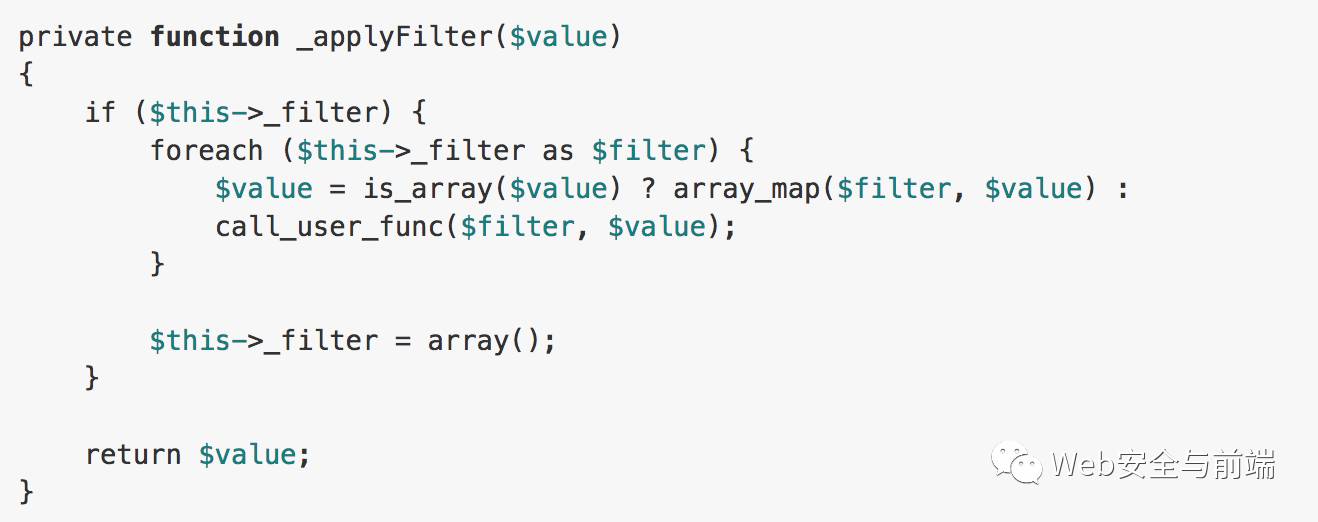 private function _applyFilter($value)
{
    if ($this->_filter) {
        foreach ($this->_filter as $filter) {
            $value = is_array($value) ? array_map($filter, $value) :
            call_user_func($filter, $value);
        }

        $this->_filter = array();
    }

    return $value;
}
Web安全与前端